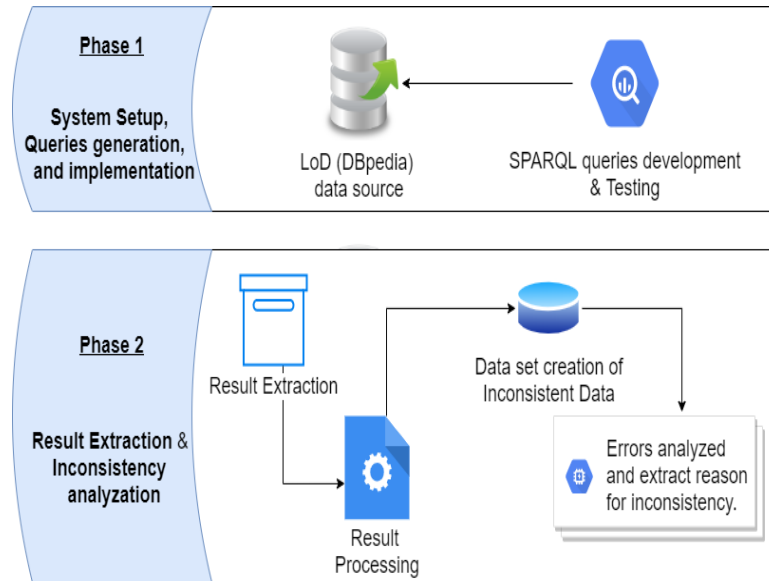 Phase 1
System Setup,
Queries generation,
and implementation
LoD (DBpedia)
data source
SPARQL queries development
& Testing
Phase 2
Result Extraction &
Inconsistency
analyzation
Result Extraction
Result
Processing
Data set creation of
Inconsistent Data
Errors analyzed
and extract reason
for inconsistency.